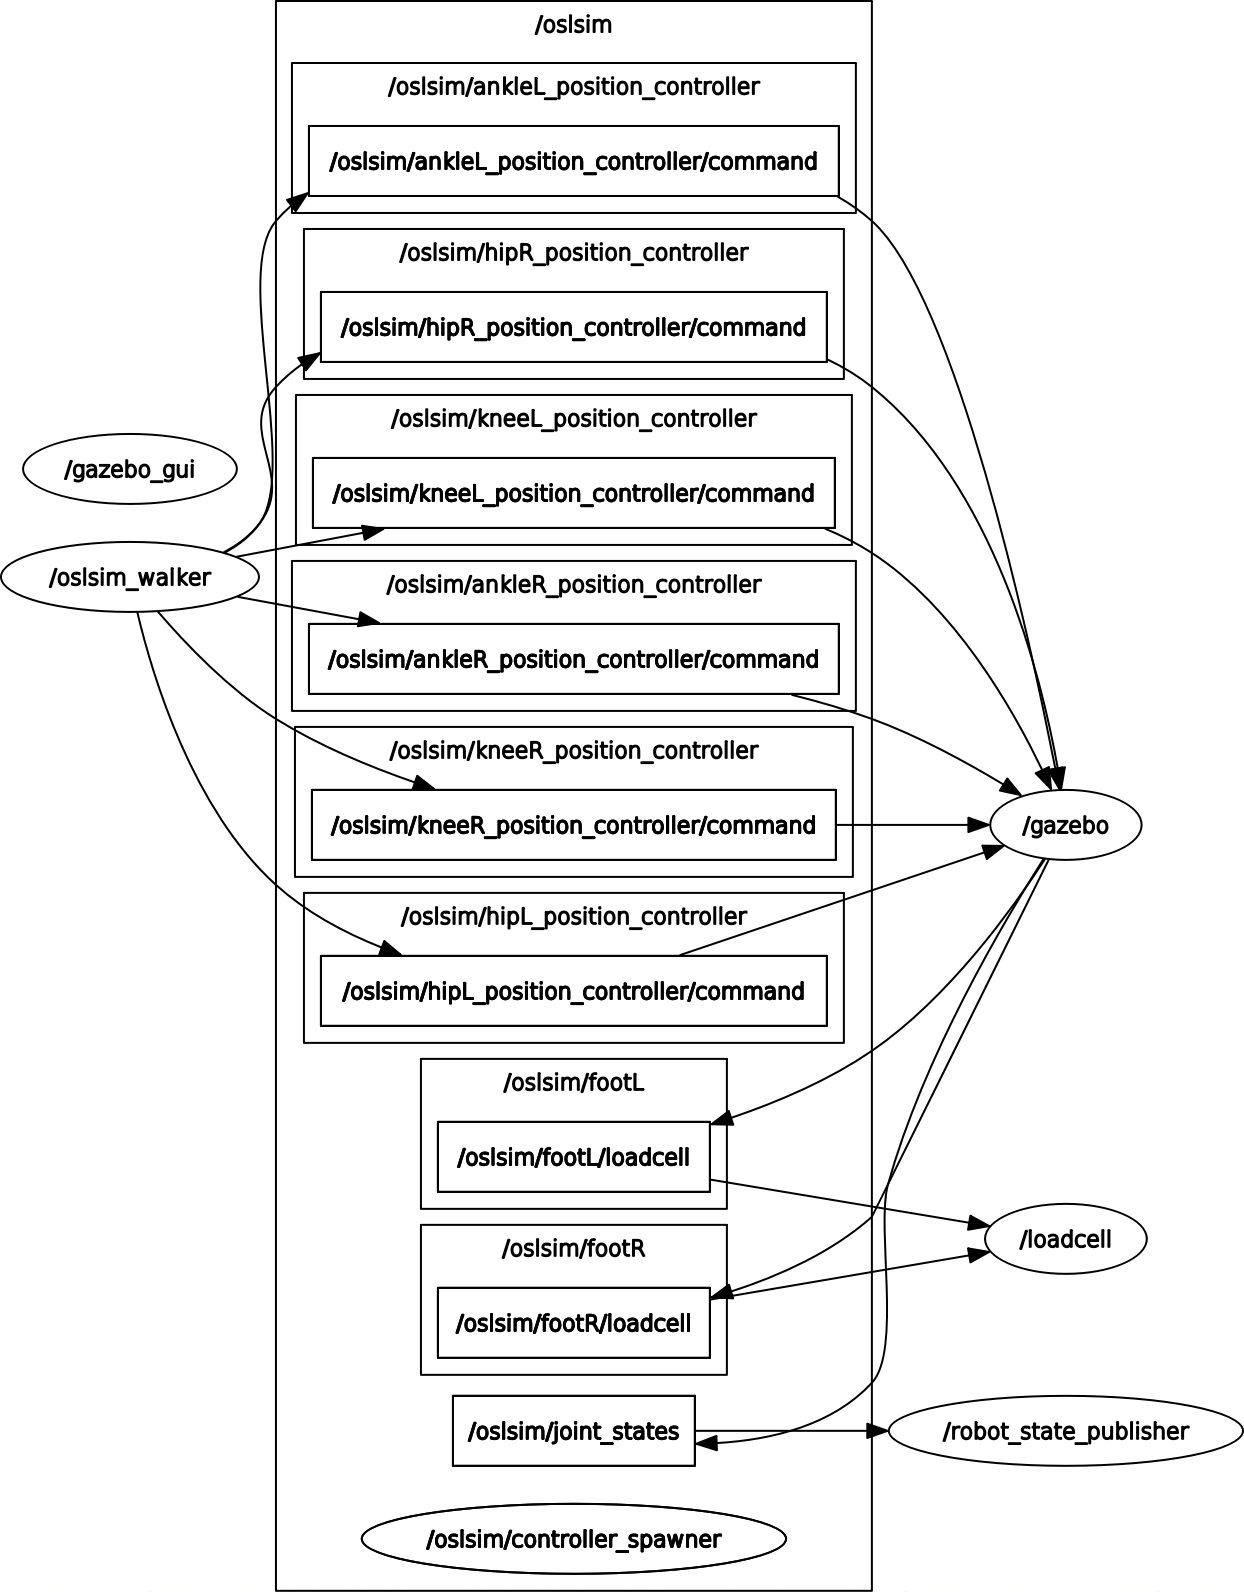 /oslsim
/oslsim/ankleL_position_controller
/oslsim/ankleL_position_controller/command
/oslsim/hipR_position_controller
/oslsim/hipR_position_controller/command
/oslsim/kneeL_position_controller
/gazebo_gui
/oslsim/kneeL_position_controller/command
/oslsim_walker
/oslsim/ankleR_position_controller
/oslsim/ankleR_position_controller/command
/oslsim/kneeR_position_controller
/oslsim/kneeR_position_controller/command
/gazebo
/oslsim/hipL_position_controller
/oslsim/hipL_position_controller/command
/oslsim/footL
/oslsim/footL/loadcell
/loadcell
/oslsim/footR
/oslsim/footR/loadcell
/oslsim/joint_states
/robot_state_publisher
/oslsim/controller_spawner